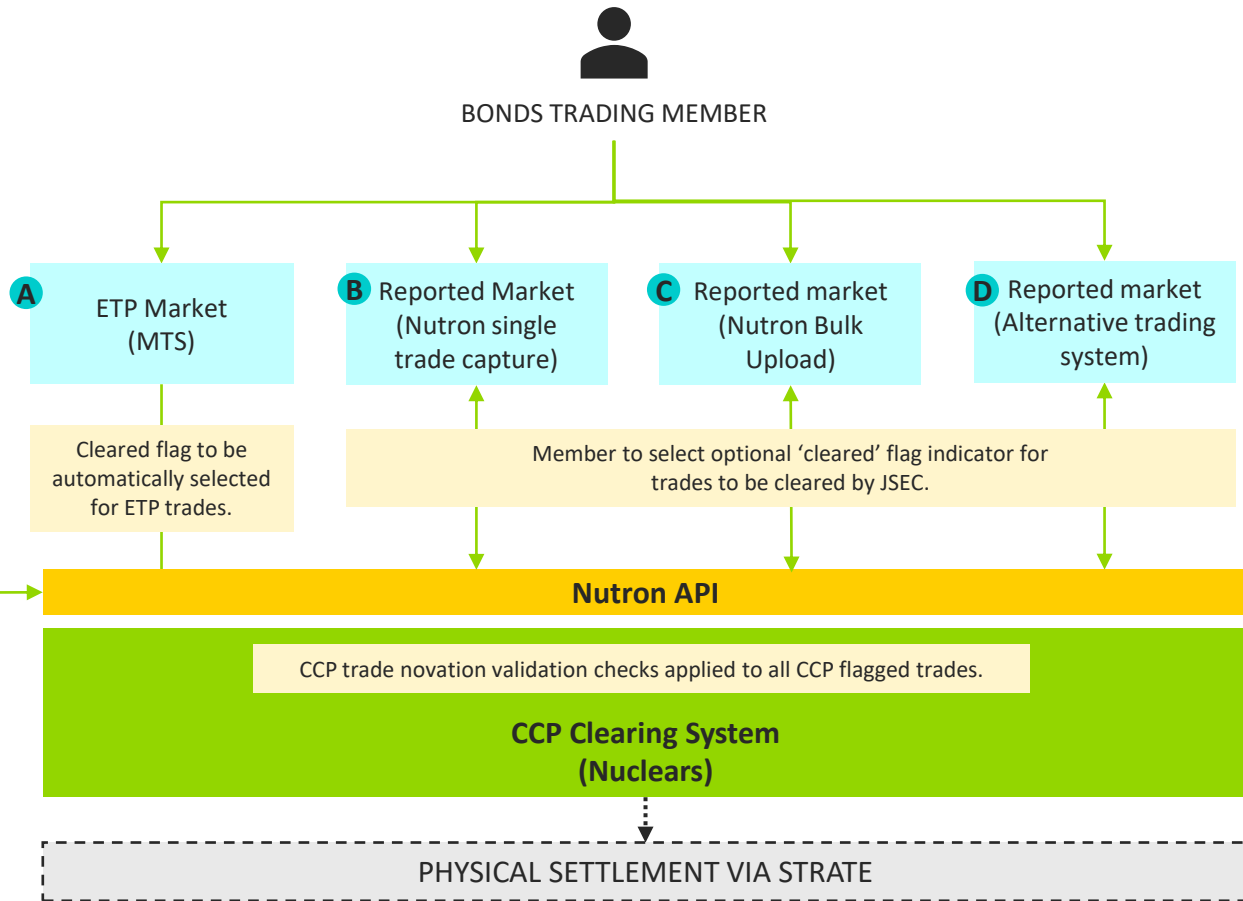 BONDS TRADING MEMBER
A
ETP Market
(MTS)
B
Reported Market
(Nutron single
trade capture)
C
Reported market
(Nutron Bulk
Upload)
D
Reported market
(Alternative trading
system)
Cleared flag to be
automatically selected
for ETP trades.
Member to select optional ‘cleared’ flag indicator for
trades to be cleared by JSEC.
Nutron API
CCP trade novation validation checks applied to all CCP flagged trades.
CCP Clearing System
(Nuclears)
PHYSICAL SETTLEMENT VIA STRATE